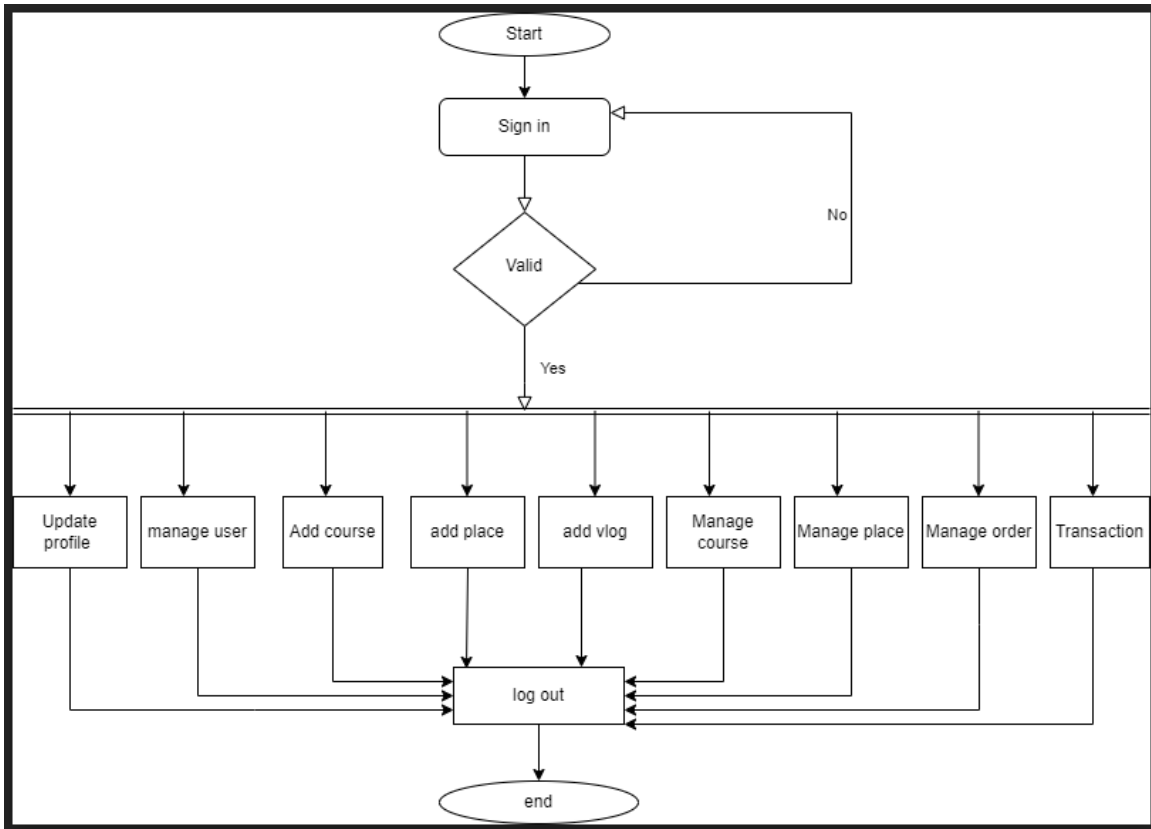 Start
Sign in
No
Valid
Yes
Update
profile
manage user
Add course
add place
add vlog
Manage
course
Manage place
Manage order
Transaction
log out
end